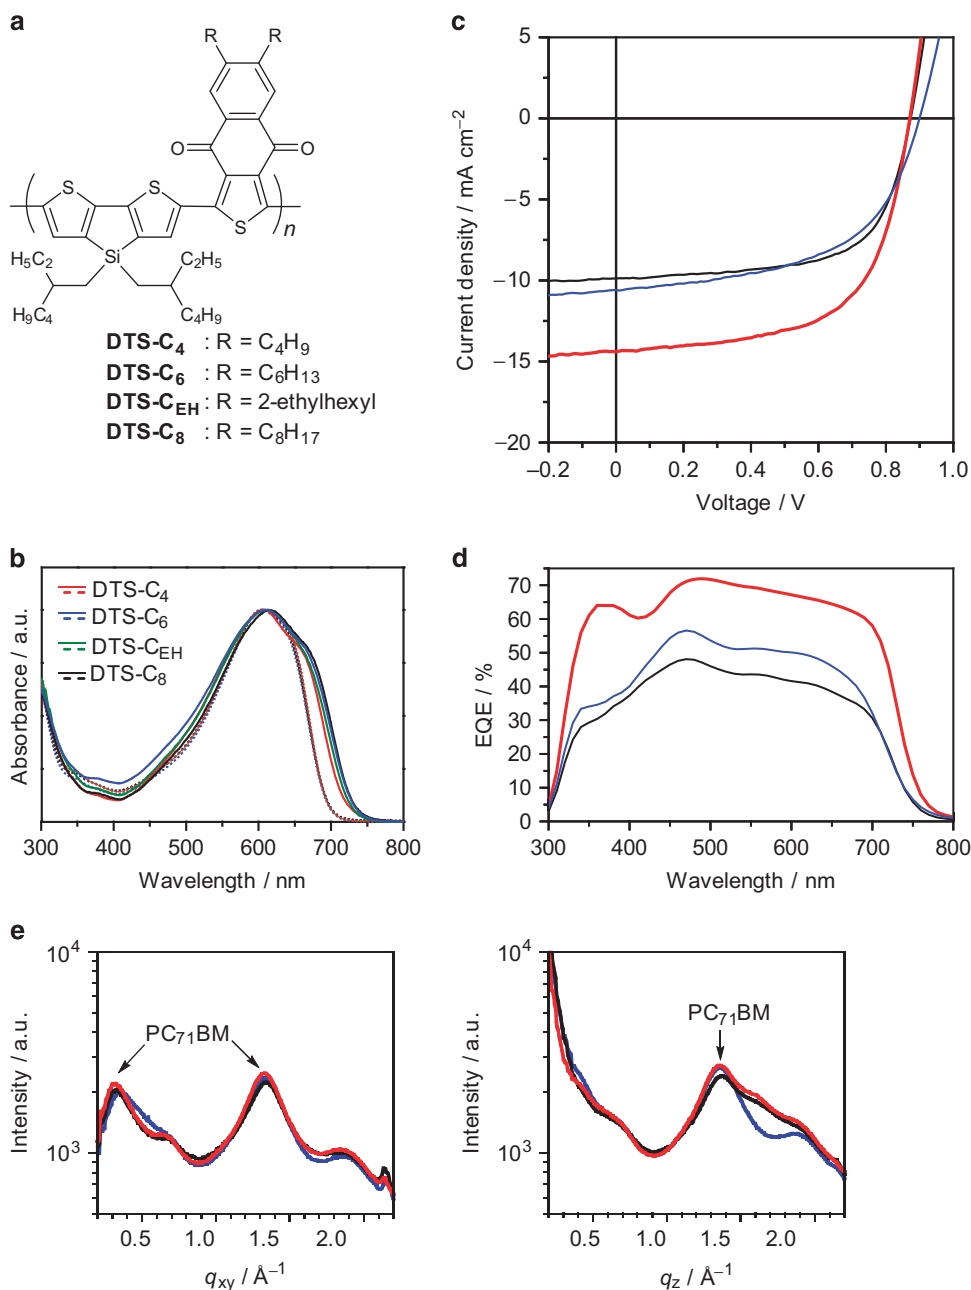 a
R R
O O
S S S
n
Si
H5C2 C2H5
H9C4 C4H9
DTS-C4 : R = C4H9
DTS-C6 : R = C6H13
DTS-CEH : R = 2-ethylhexyl
DTS-C8 : R = C8H17
c
Current density / mA cm−2
5
0
−5
−10
−15
−20
−0.2 0 0.2 0.4 0.6 0.8 1.0
Voltage / V
b
Absorbance / a.u.
DTS-C4
DTS-C6
DTS-CEH
DTS-C8
300 400 500 600 700 800
Wavelength / nm
d
EQE / %
70
60
50
40
30
20
10
0
300 400 500 600 700 800
Wavelength / nm
e
Intensity / a.u.
10^4
10^3
PC71BM
0.5 1.0 1.5 2.0
qxy / Å−1
Intensity / a.u.
10^4
10^3
PC71BM
0.5 1.0 1.5 2.0
qz / Å−1